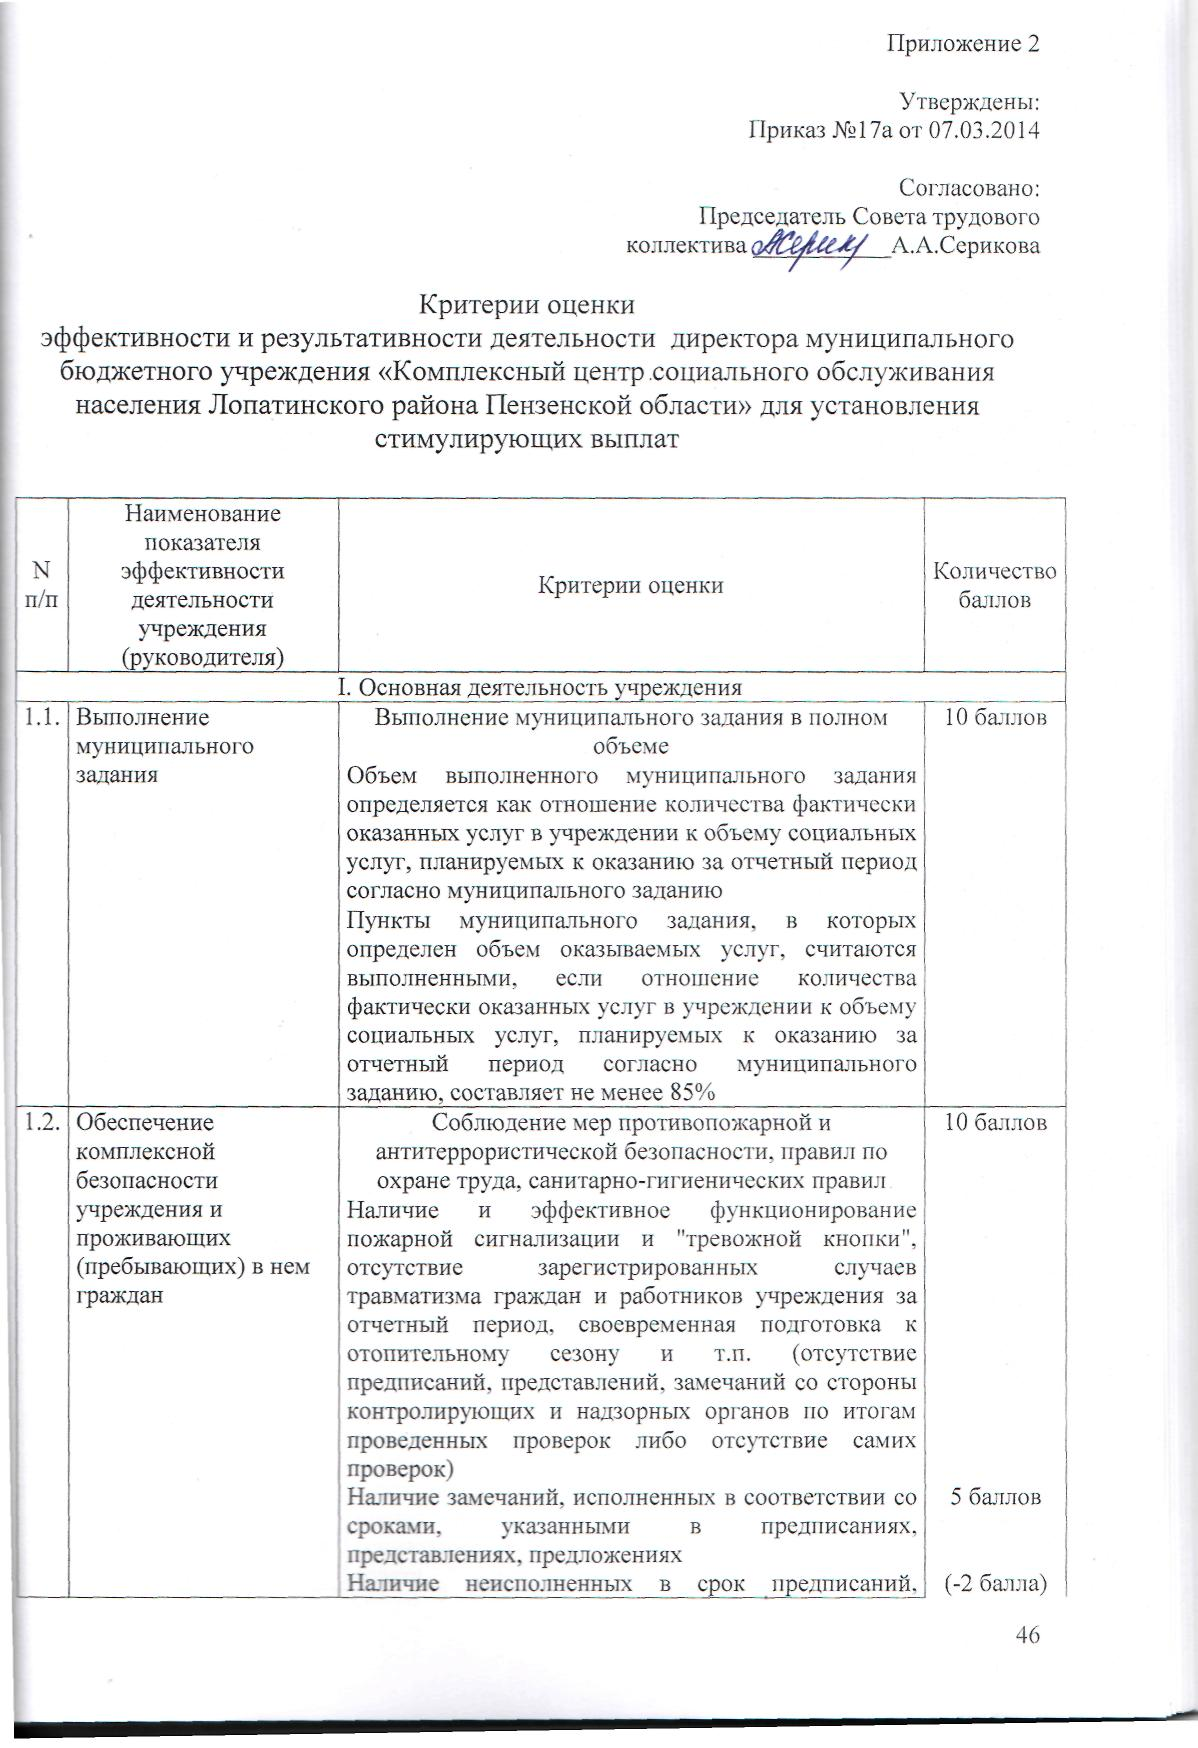 Приложение 2
Утверждены:
Приказ №17а от 07.03.2014
Согласовано:
Председатель Совета трудового
коллектива А.А.Серикова
Критерии оценки
эффективности и результативности деятельности директора муниципального
бюджетного учреждения «Комплексный центр социального обслуживания
населения Лопатинского района Пензенской области» для установления
стимулирующих выплат
N
п/п
Наименование
показателя
эффективности
деятельности
учреждения
(руководителя)
Критерии оценки
Количество
баллов
I. Основная деятельность учреждения
1.1.
Выполнение
муниципального
задания
Выполнение муниципального задания в полном
объеме
Объем выполненного муниципального задания
определяется как отношение количества фактически
оказанных услуг в учреждении к объему социальных
услуг, планируемых к оказанию за отчетный период
согласно муниципального заданию
Пункты муниципального задания, в которых
определен объем оказываемых услуг, считаются
выполненными, если отношение количества
фактически оказанных услуг в учреждении к объему
социальных услуг, планируемых к оказанию за
отчетный период согласно муниципального
заданию, составляет не менее 85%
10 баллов
1.2.
Обеспечение
комплексной
безопасности
учреждения и
проживающих
(пребывающих) в нем
граждан
Соблюдение мер противопожарной и
антитеррористической безопасности, правил по
охране труда, санитарно-гигиенических правил
Наличие и эффективное функционирование
пожарной сигнализации и "тревожной кнопки",
отсутствие зарегистрированных случаев
травматизма граждан и работников учреждения за
отчетный период, своевременная подготовка к
отопительному сезону и т.п. (отсутствие
предписаний, представлений, замечаний со стороны
контролирующих и надзорных органов по итогам
проведенных проверок либо отсутствие самих
проверок)
10 баллов
Наличие замечаний, исполненных в соответствии со
сроками, указанными в предписаниях,
представлениях, предложениях
5 баллов
Наличие неисполненных в срок предписаний,
(-2 балла)
46